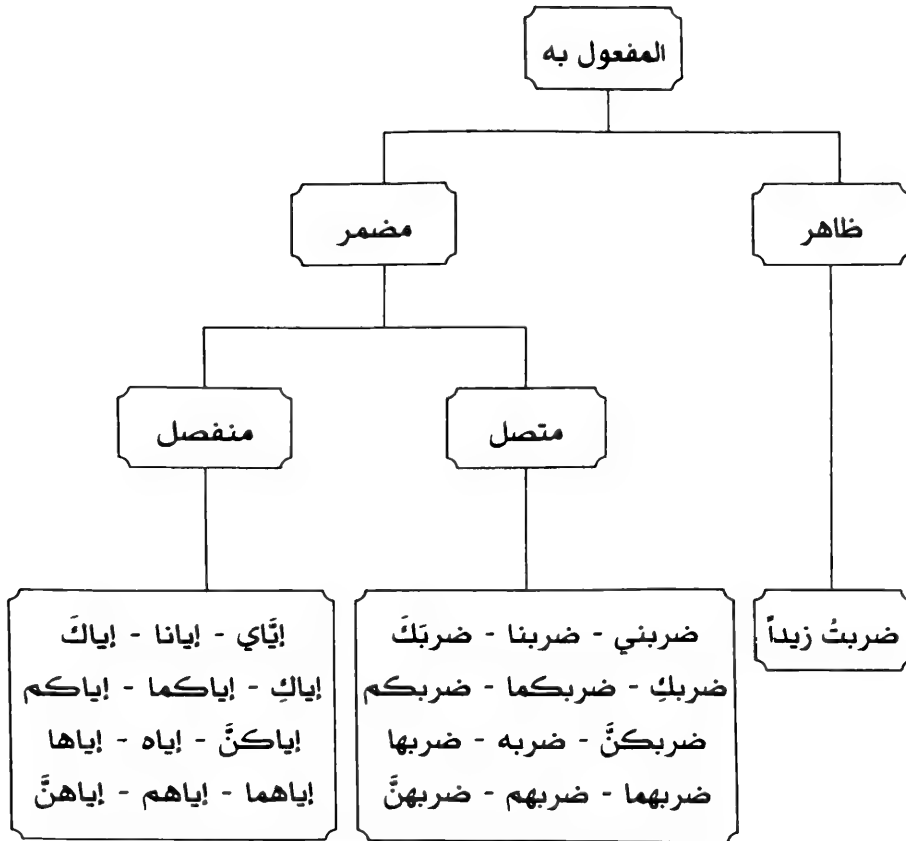 المفعول به
ظاهر
مضمر
متصل
منفصل
ضربتُ زيداً
ضربني - ضربنا - ضربَكَ
ضربكِ - ضربكما - ضربكم
ضربكنَّ - ضربه - ضربها
ضربهما - ضربهم - ضربهنَّ
إيَّاي - إيانا - إياكَ
إياكِ - إياكما - إياكم
إياكنَّ - إياه - إياها
إياهما - إياهم - إياهنَّ